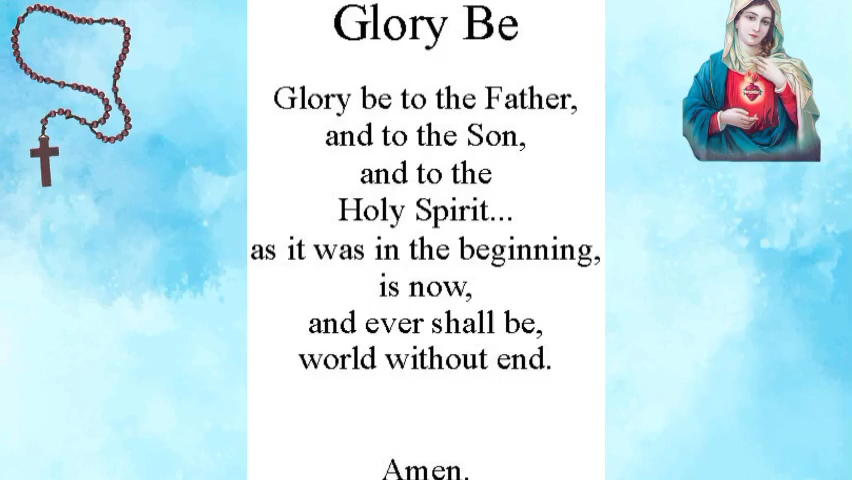 Glory Be
Glory be to the Father,
and to the Son,
and to the
Holy Spirit...
as it was in the beginning,
is now,
and ever shall be,
world without end.
Amen.